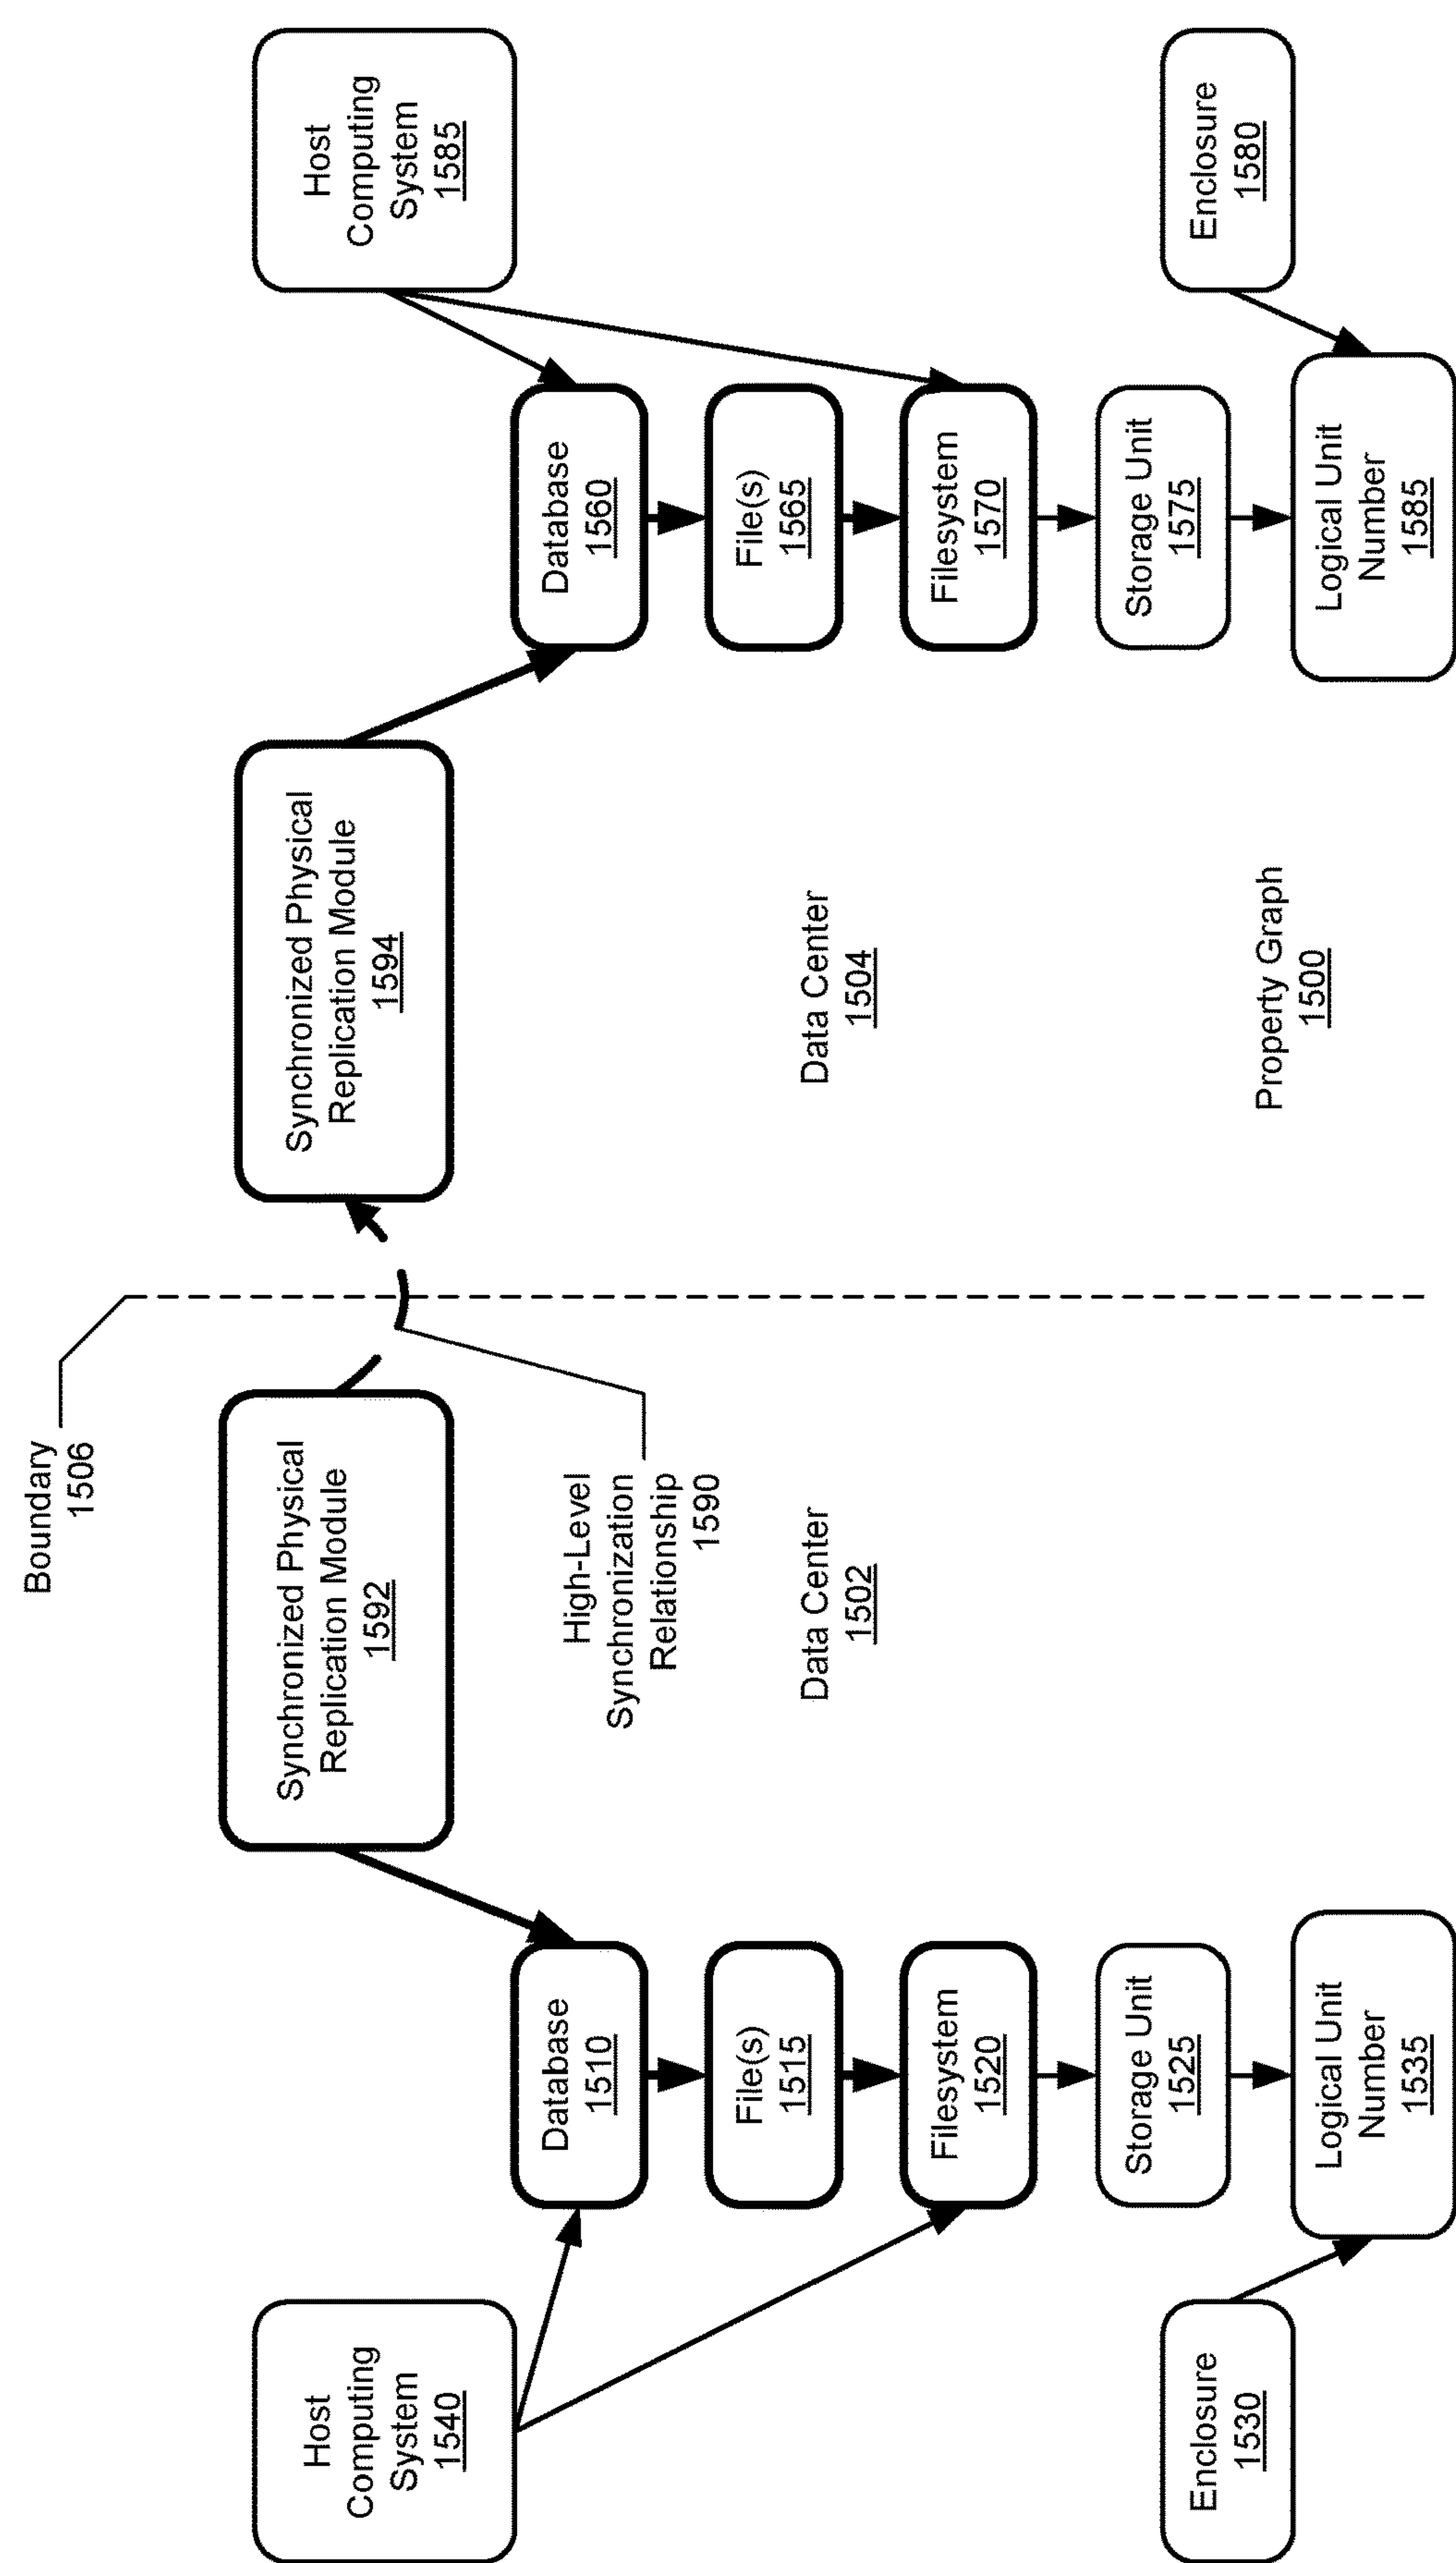 Boundary
1506
Host
Computing
System
1540
Synchronized Physical
Replication Module
1592
Synchronized Physical
Replication Module
1594
Host
Computing
System
1585
High-Level
Synchronization
Relationship
1590
Database
1510
Database
1560
File(s)
1515
File(s)
1565
Data Center
1502
Data Center
1504
Filesystem
1520
Filesystem
1570
Storage Unit
1525
Storage Unit
1575
Enclosure
1530
Property Graph
1500
Enclosure
1580
Logical Unit
Number
1535
Logical Unit
Number
1585